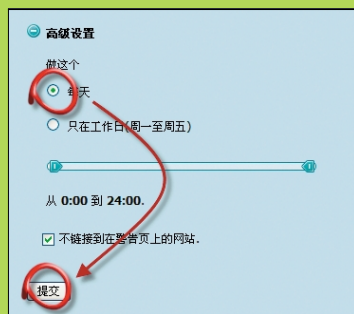 高级设置
做这个
每天
只在工作日(周一至周五)
从 0:00 到 24:00.
不链接到在警告页上的网站.
提交